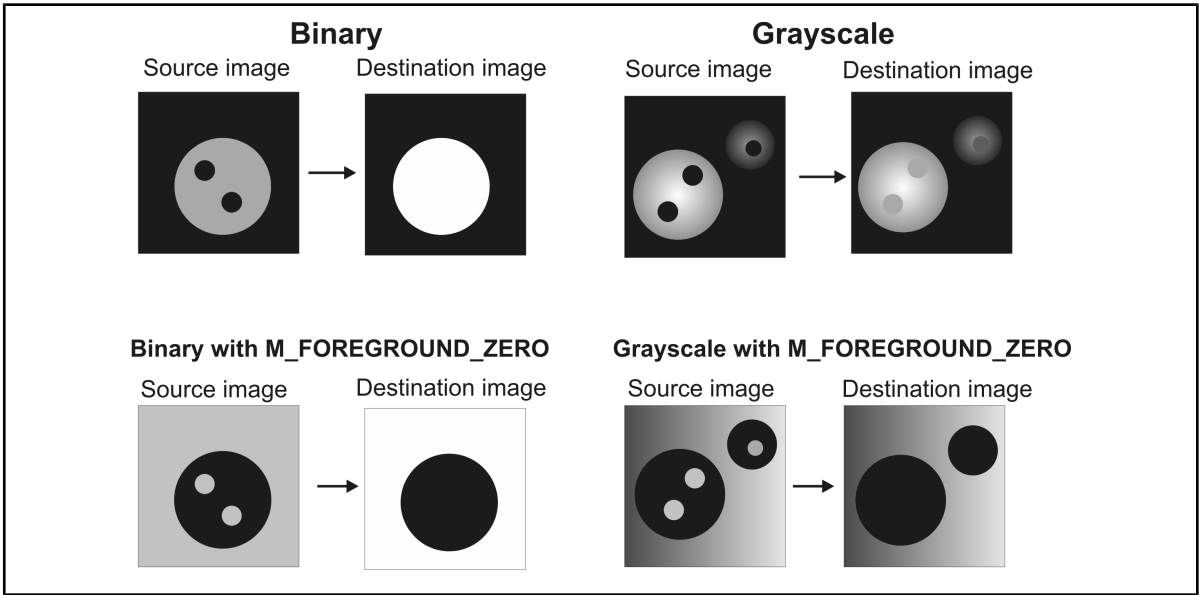 Binary
Source image
Destination image
Grayscale
Source image
Destination image
Binary with M_FOREGROUND_ZERO
Source image
Destination image
Grayscale with M_FOREGROUND_ZERO
Source image
Destination image